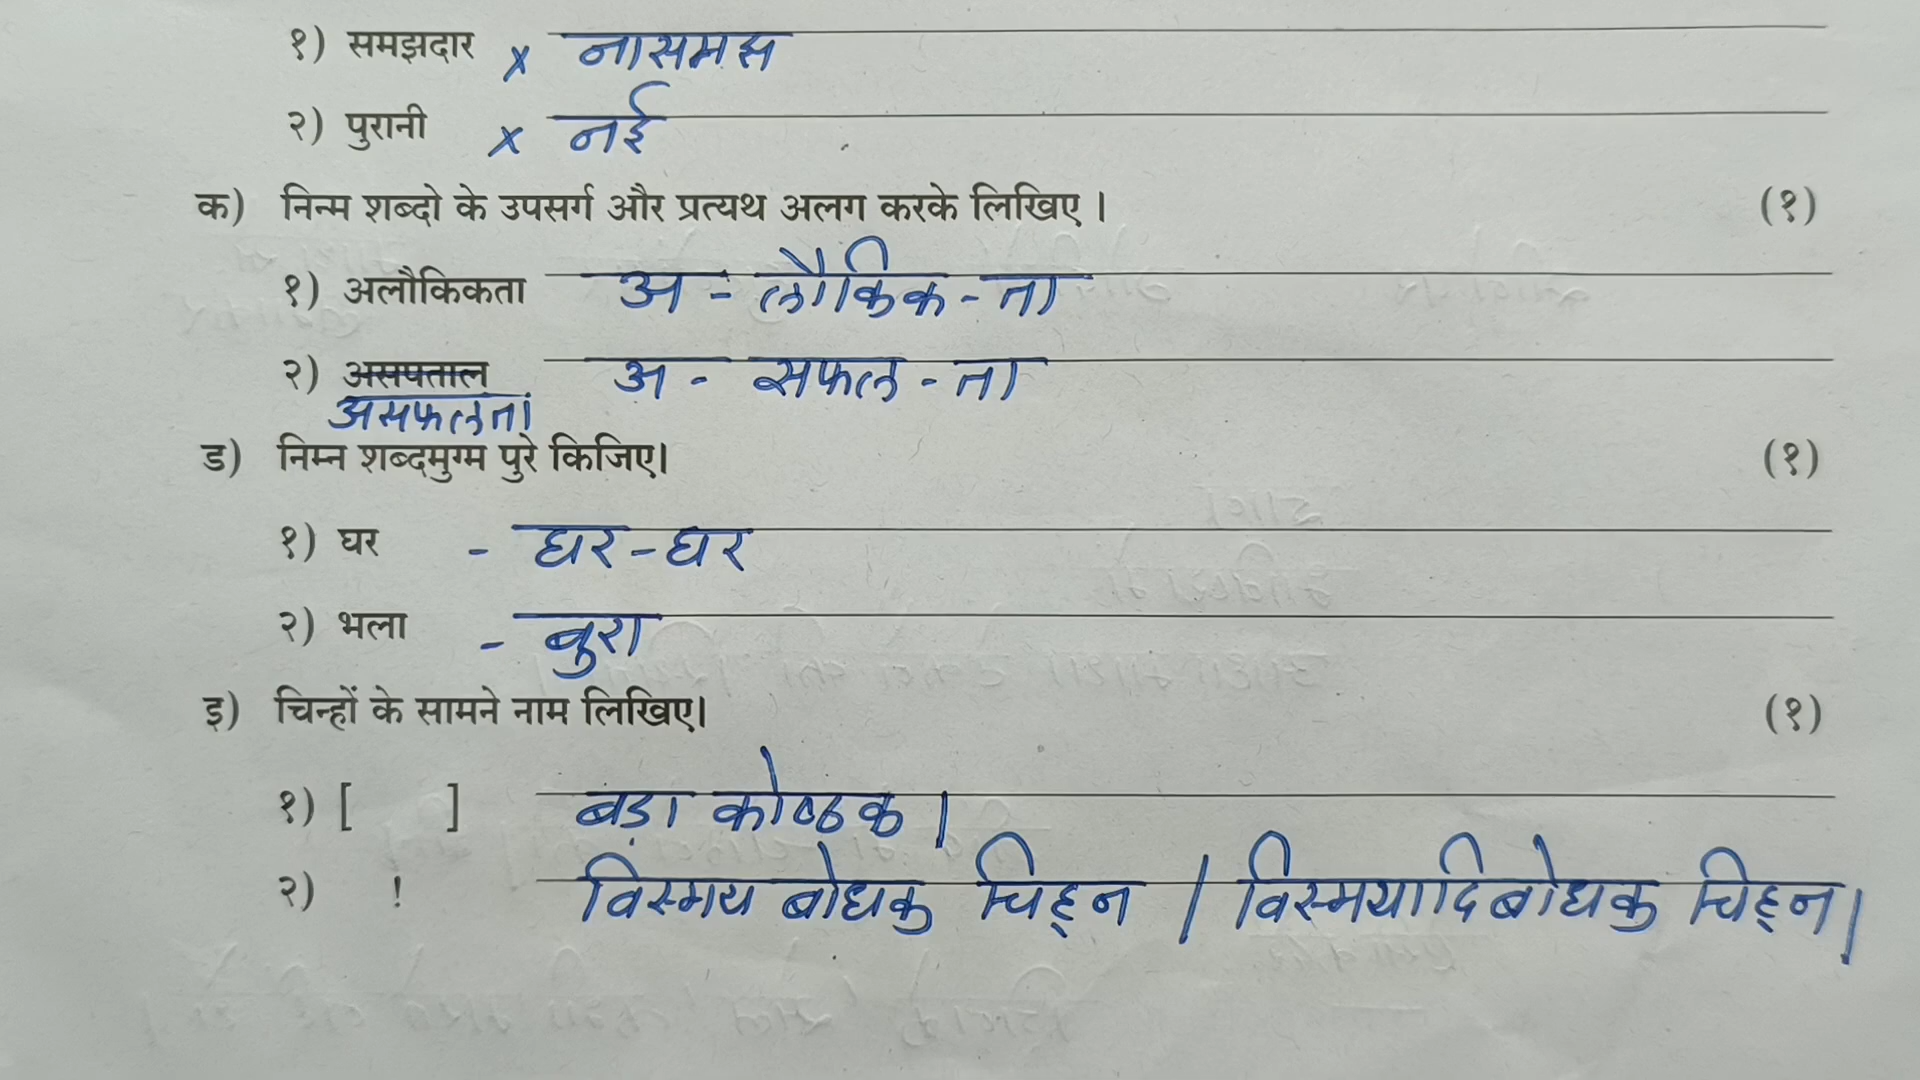 १) समझदार × नासमझ
२) पुरानी × नई
क) निन्म शब्दो के उपसर्ग और प्रत्यथ अलग करके लिखिए। (१)
१) अलौकिकता अ - लौकिक - ता
२) असपताल अ - सफल - ता
असफलता
ड) निम्न शब्दमुग्म पुरे किजिए। (१)
१) घर - घर-घर
२) भला - बुरा
इ) चिन्हों के सामने नाम लिखिए। (१)
१) [ ] बड़ा कोष्ठक।
२) ! विस्मय बोधक चिह्न / विस्मयादिबोधक चिह्न।